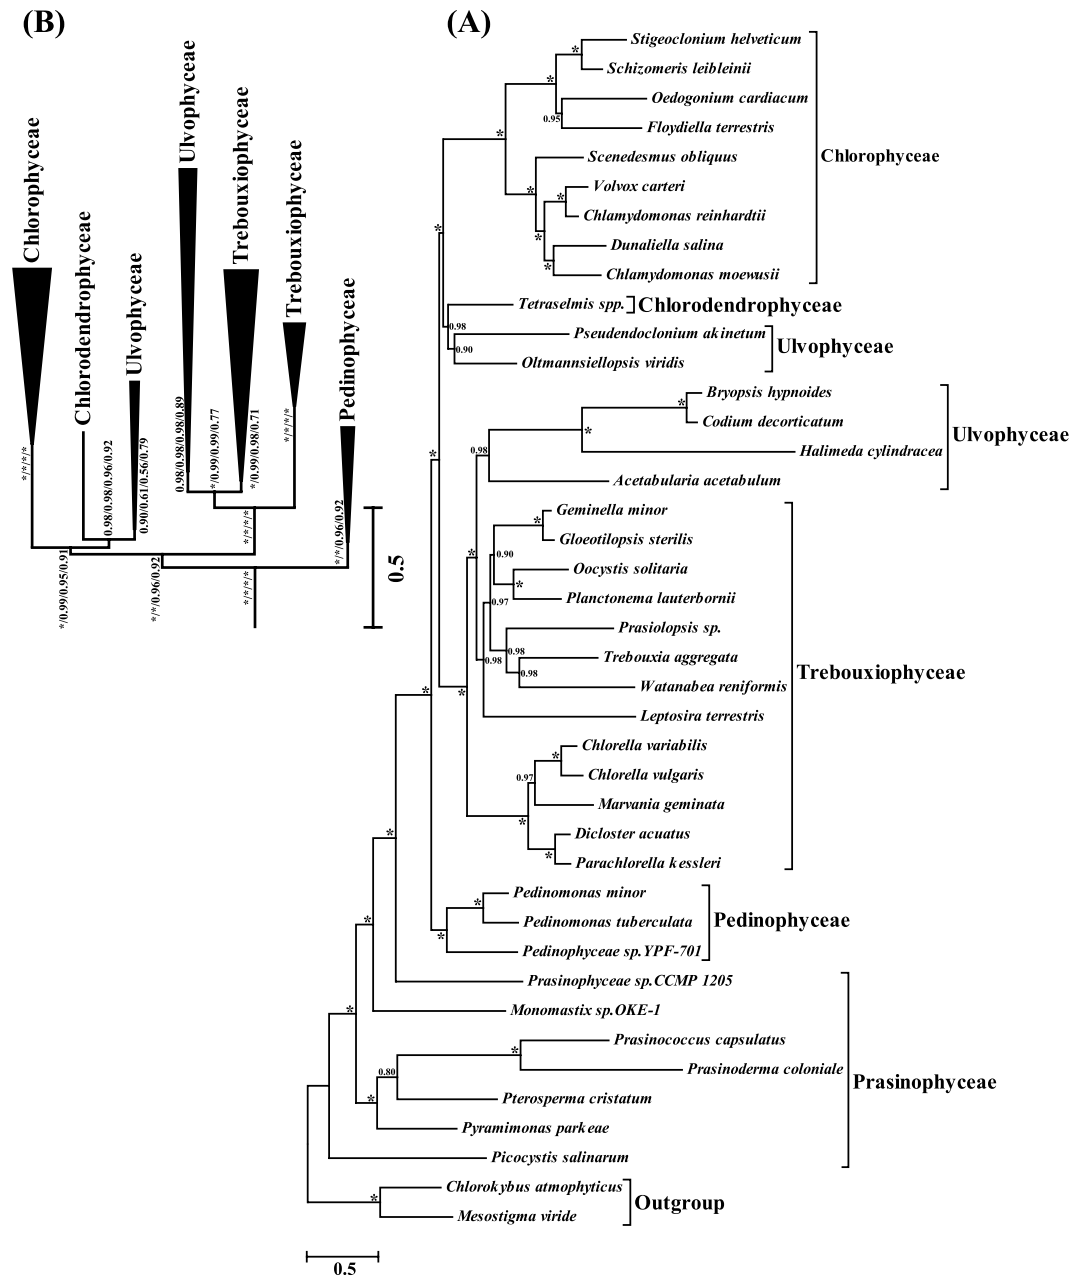 (B)
Chlorophyceae
Chlorodendrophyceae
Ulvophyceae
Ulvophyceae
Trebouxiophyceae
Trebouxiophyceae
Pedinophyceae
*/*/*/*
0.98/0.98/0.96/0.92
0.90/0.61/0.56/0.79
0.98/0.98/0.98/0.89
*/0.99/0.99/0.77
*/0.99/0.98/0.71
*/*/*/*
*/*/*/*
*/*/0.96/0.92
*/0.99/0.95/0.91
*/*/0.96/0.92
*/*/*/*
0.5
(A)
* Stigeoclonium helveticum
* Schizomeris leibleinii
Oedogonium cardiacum
0.95
Floydiella terrestris
* Chlorophyceae
Scenedesmus obliquus
* * Volvox carteri
Chlamydomonas reinhardtii
* * Dunaliella salina
* Chlamydomonas moewusii
Tetraselmis spp. Chlorodendrophyceae
0.98
Pseudendoclonium akinetum
0.90
Ulvophyceae
Oltmannsiellopsis viridis
* Bryopsis hypnoides
Codium decorticatum
* Ulvophyceae
Halimeda cylindracea
0.98
*
Acetabularia acetabulum
Geminella minor
*
Gloeotilopsis sterilis
* 0.90
Oocystis solitaria
*
Planctonema lauterbornii
0.97
Prasiolopsis sp.
0.98
Trebouxia aggregata
0.98
0.98
Trebouxiophyceae
Watanabea reniformis
* *
Leptosira terrestris
Chlorella variabilis
*
0.97
Chlorella vulgaris
Marvania geminata
*
* Dicloster acuatus
*
Parachlorella kessleri
Pedinomonas minor
*
Pedinomonas tuberculata Pedinophyceae
* *
Pedinophyceae sp.YPF-701
Prasinophyceae sp.CCMP 1205
* Monomastix sp.OKE-1
Prasinococcus capsulatus
*
Prasinoderma coloniale
0.80
Prasinophyceae
* Pterosperma cristatum
Pyramimonas parkeae
Picocystis salinarum
Chlorokybus atmophyticus
* Outgroup
Mesostigma viride
0.5